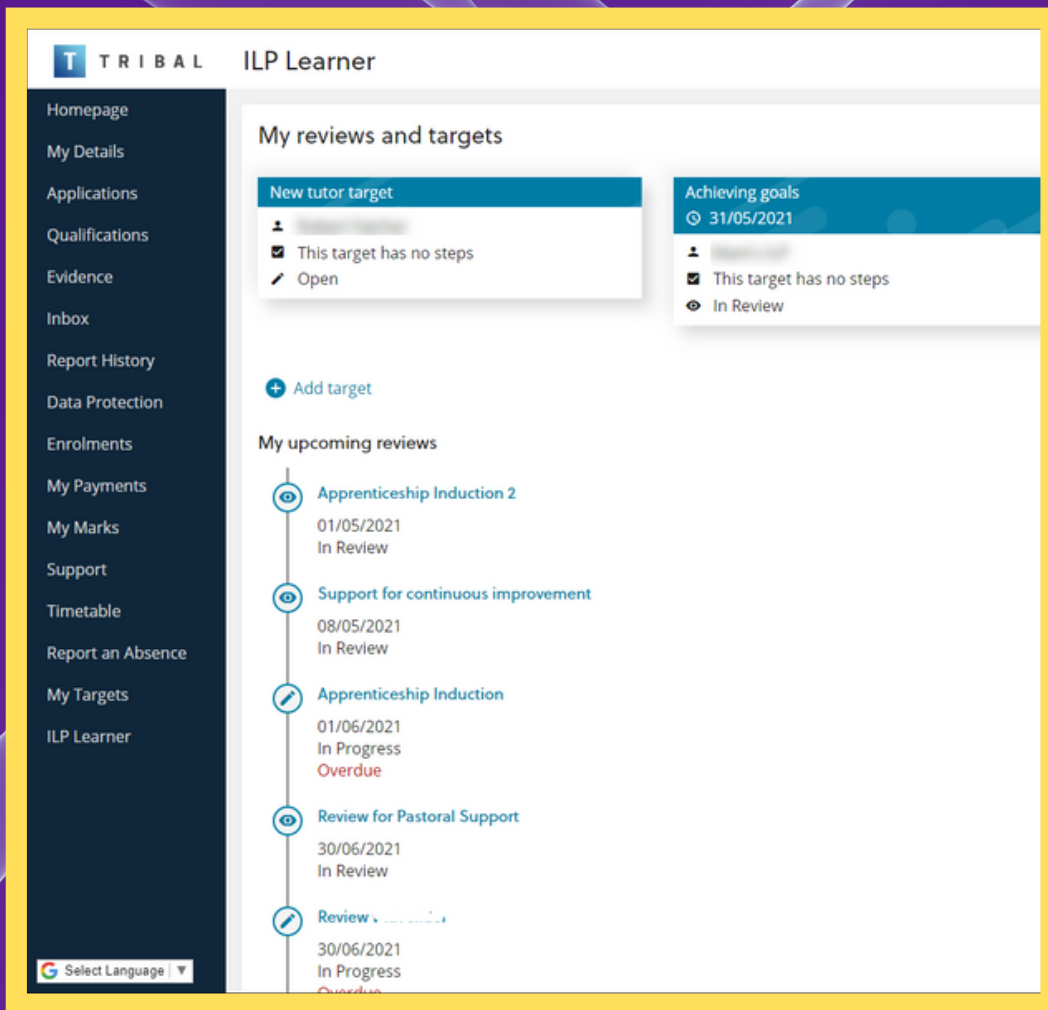 T TRIBAL
ILP Learner
Homepage
My Details
Applications
Qualifications
Evidence
Inbox
Report History
Data Protection
Enrolments
My Payments
My Marks
Support
Timetable
Report an Absence
My Targets
ILP Learner
Select Language ▼
My reviews and targets
New tutor target
This target has no steps
Open
Achieving goals
31/05/2021
This target has no steps
In Review
Add target
My upcoming reviews
Apprenticeship Induction 2
01/05/2021
In Review
Support for continuous improvement
08/05/2021
In Review
Apprenticeship Induction
01/06/2021
In Progress
Overdue
Review for Pastoral Support
30/06/2021
In Review
Review
30/06/2021
In Progress
Overdue